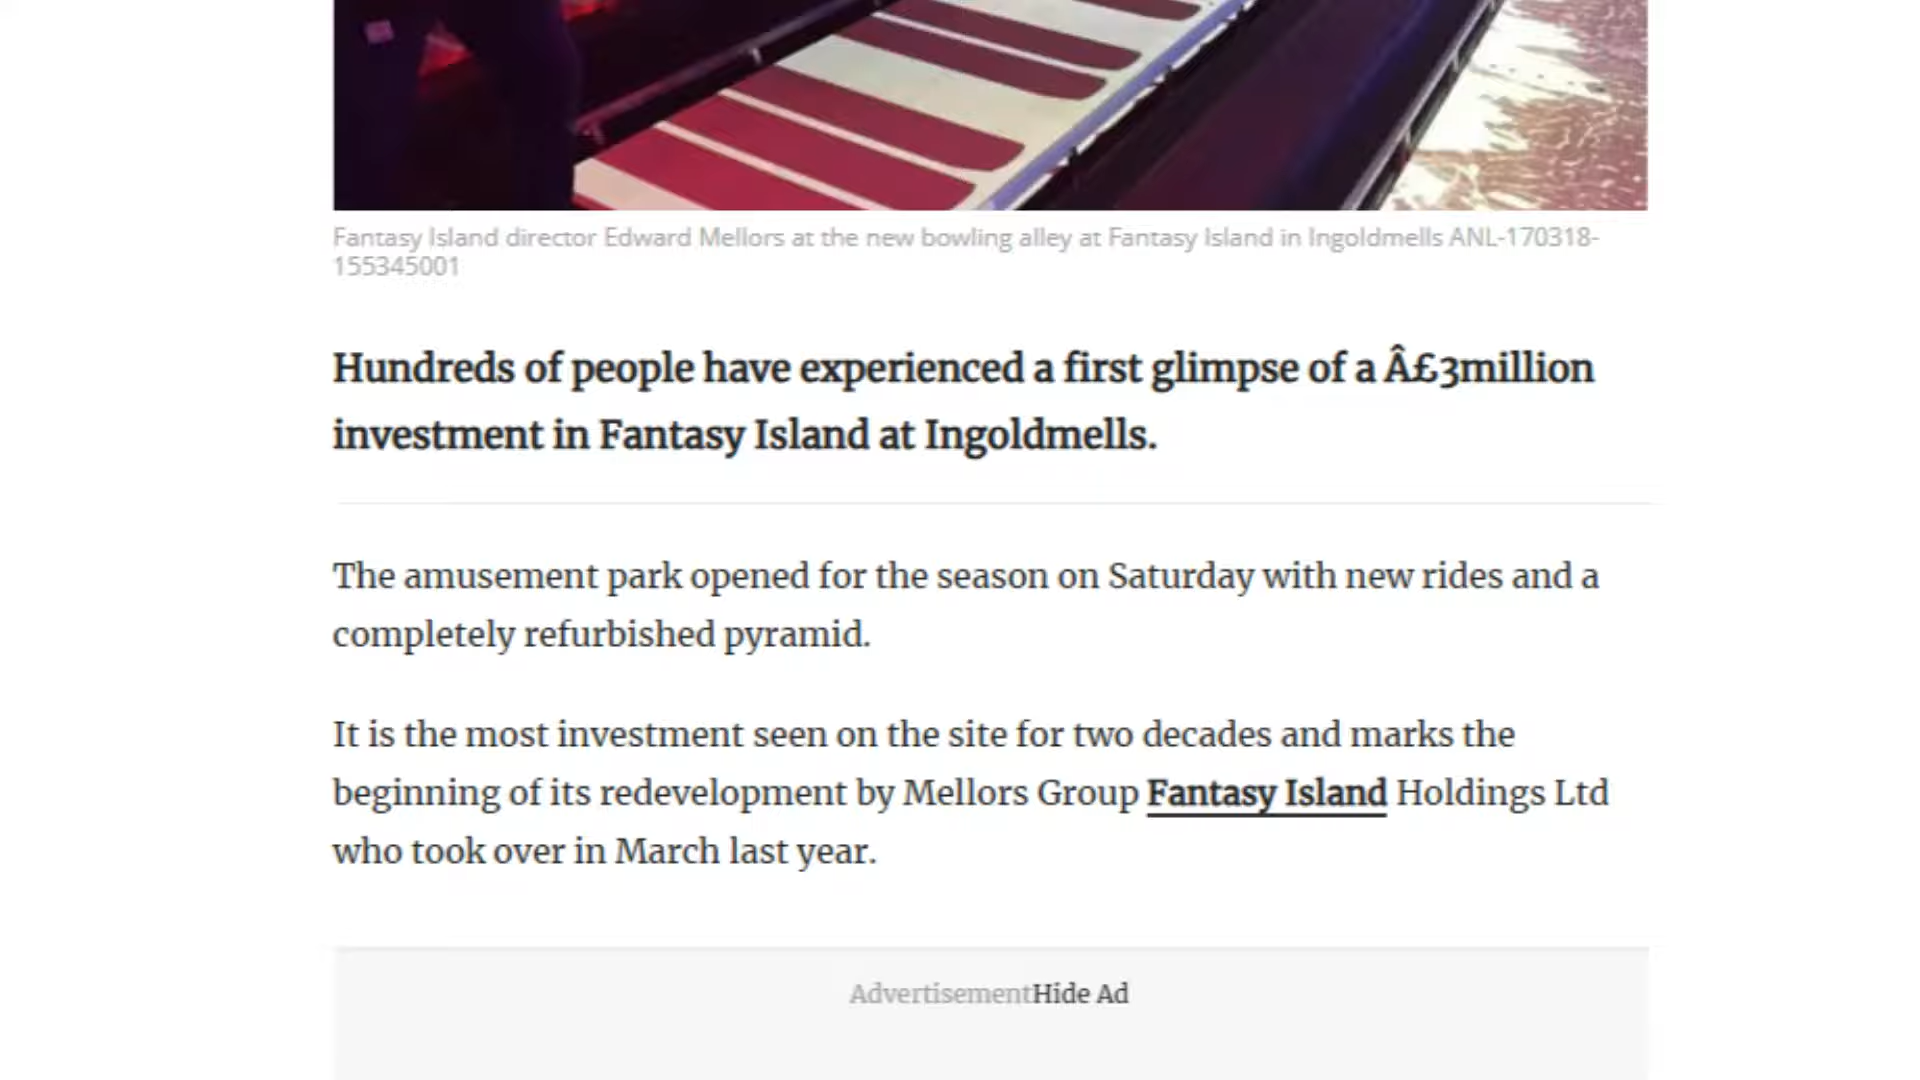 Fantasy Island director Edward Mellors at the new bowling alley at Fantasy Island in Ingoldmells ANL-170318-
155345001
Hundreds of people have experienced a first glimpse of a Â£3million
investment in Fantasy Island at Ingoldmells.
The amusement park opened for the season on Saturday with new rides and a
completely refurbished pyramid.
It is the most investment seen on the site for two decades and marks the
beginning of its redevelopment by Mellors Group Fantasy Island Holdings Ltd
who took over in March last year.
AdvertisementHide Ad